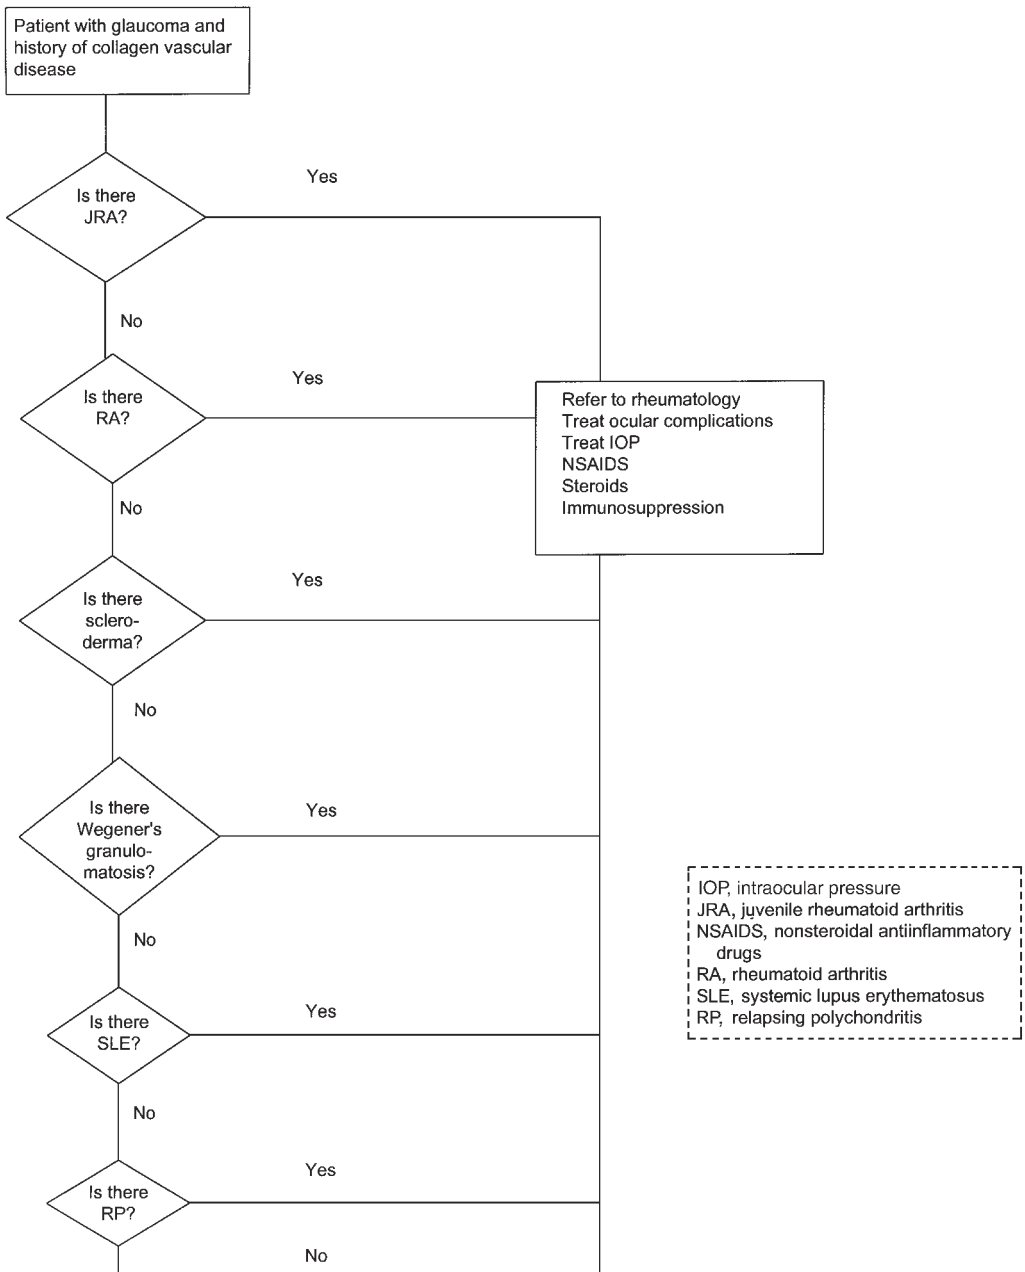 Patient with glaucoma and
history of collagen vascular
disease
Is there
JRA?
Yes
No
Is there
RA?
Yes
Refer to rheumatology
Treat ocular complications
Treat IOP
NSAIDS
Steroids
Immunosuppression
No
Is there
sclero-
derma?
Yes
No
Is there
Wegener's
granulo-
matosis?
Yes
No
IOP, intraocular pressure
JRA, juvenile rheumatoid arthritis
NSAIDS, nonsteroidal antiinflammatory
drugs
RA, rheumatoid arthritis
SLE, systemic lupus erythematosus
RP, relapsing polychondritis
Is there
SLE?
Yes
No
Is there
RP?
Yes
No